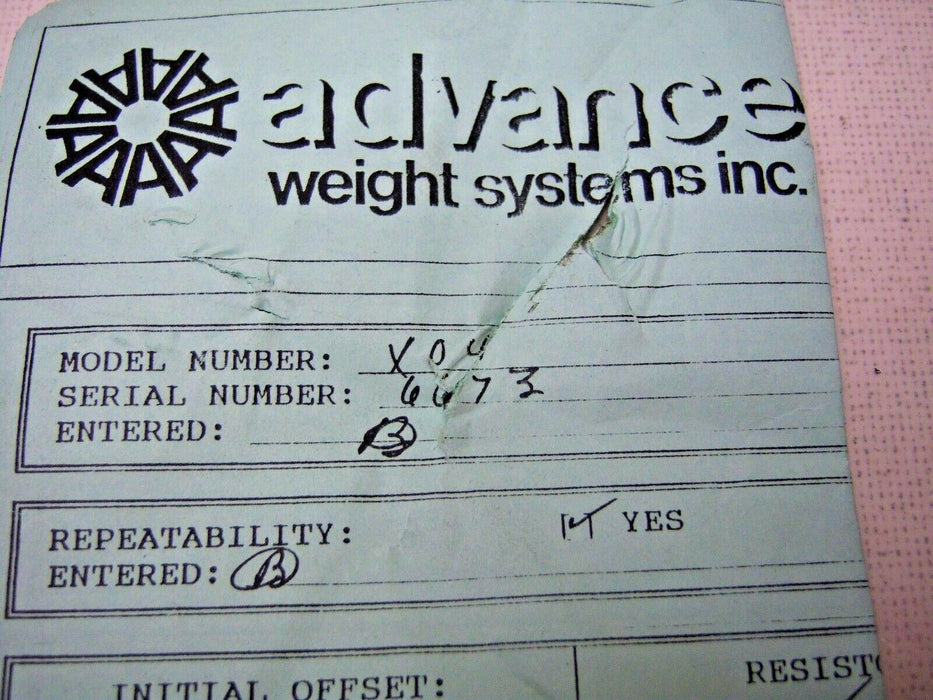 advance
weight systems inc.
MODEL NUMBER: X04
SERIAL NUMBER: 6673
ENTERED: B
REPEATABILITY: YES
ENTERED: B
INITIAL OFFSET: RESISTO